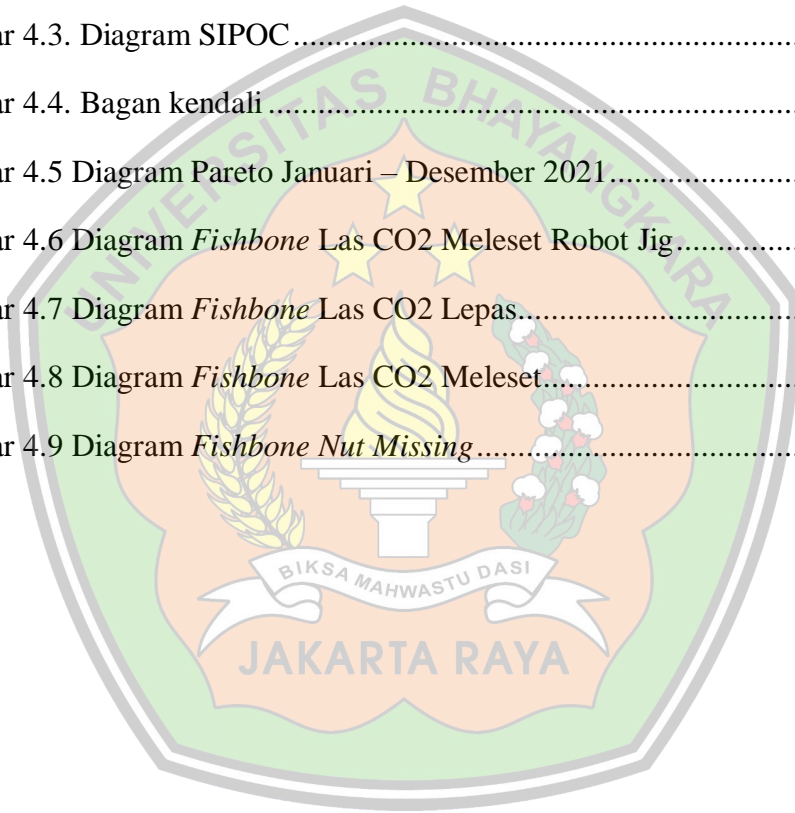 ar 4.3. Diagram SIPOC
ar 4.4. Bagan kendali
ar 4.5 Diagram Pareto Januari – Desember 2021
ar 4.6 Diagram Fishbone Las CO2 Meleset Robot Jig
ar 4.7 Diagram Fishbone Las CO2 Lepas
ar 4.8 Diagram Fishbone Las CO2 Meleset
ar 4.9 Diagram Fishbone Nut Missing
UNIVERSITAS BHAYANGKARA
BIKSA MAHWASTU DASI
JAKARTA RAYA